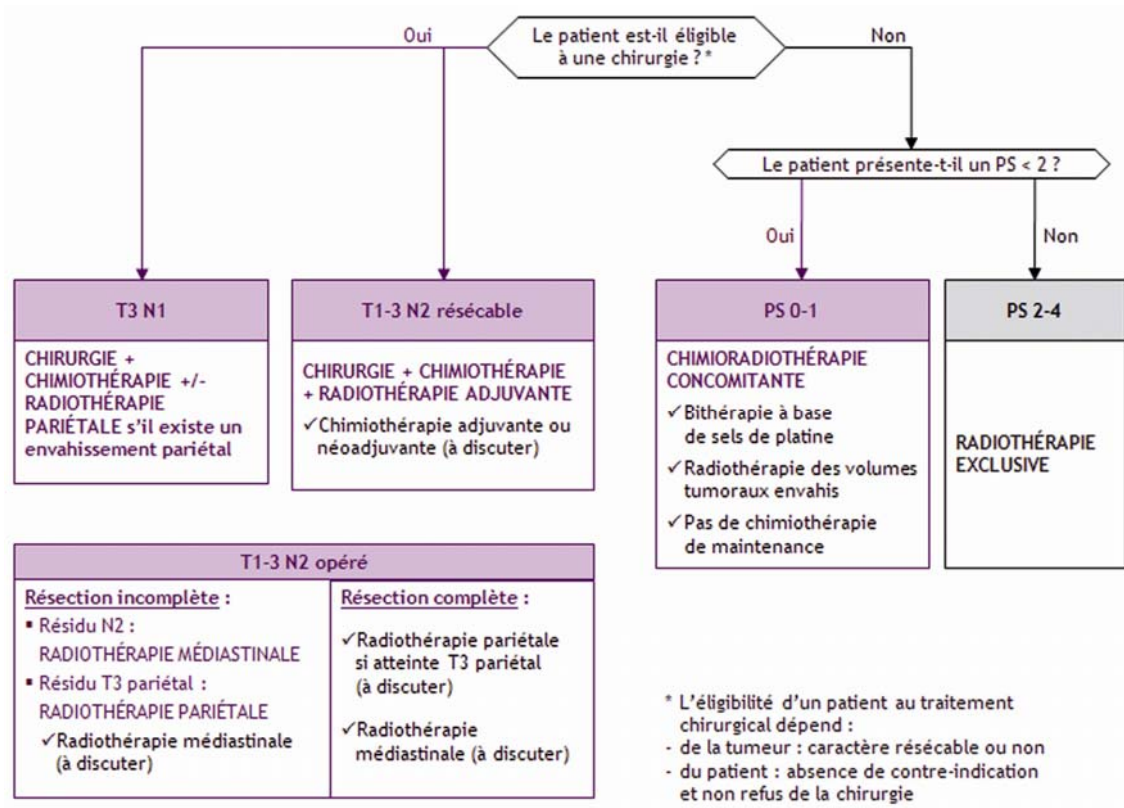 Le patient est-il éligible
à une chirurgie ? *
Oui
Non
Le patient présente-t-il un PS < 2 ?
Oui
Non
T3 N1
CHIRURGIE +
CHIMIOTHÉRAPIE +/-
RADIOTHÉRAPIE
PARIÉTALE s'il existe un
envahissement pariétal
T1-3 N2 résécable
CHIRURGIE + CHIMIOTHÉRAPIE
+ RADIOTHÉRAPIE ADJUVANTE
✓Chimiothérapie adjuvante ou
néoadjuvante (à discuter)
PS 0-1
CHIMIORADIOTHÉRAPIE
CONCOMITANTE
✓Bithérapie à base
de sels de platine
✓Radiothérapie des volumes
tumoraux envahis
✓Pas de chimiothérapie
de maintenance
PS 2-4
RADIOTHÉRAPIE
EXCLUSIVE
T1-3 N2 opéré
Résection incomplète :
▪ Résidu N2 :
RADIOTHÉRAPIE MÉDIASTINALE
▪ Résidu T3 pariétal :
RADIOTHÉRAPIE PARIÉTALE
✓Radiothérapie médiastinale
(à discuter)
Résection complète :
✓Radiothérapie pariétale
si atteinte T3 pariétal
(à discuter)
✓Radiothérapie
médiastinale (à discuter)
* L'éligibilité d'un patient au traitement
chirurgical dépend :
- de la tumeur : caractère résécable ou non
- du patient : absence de contre-indication
et non refus de la chirurgie